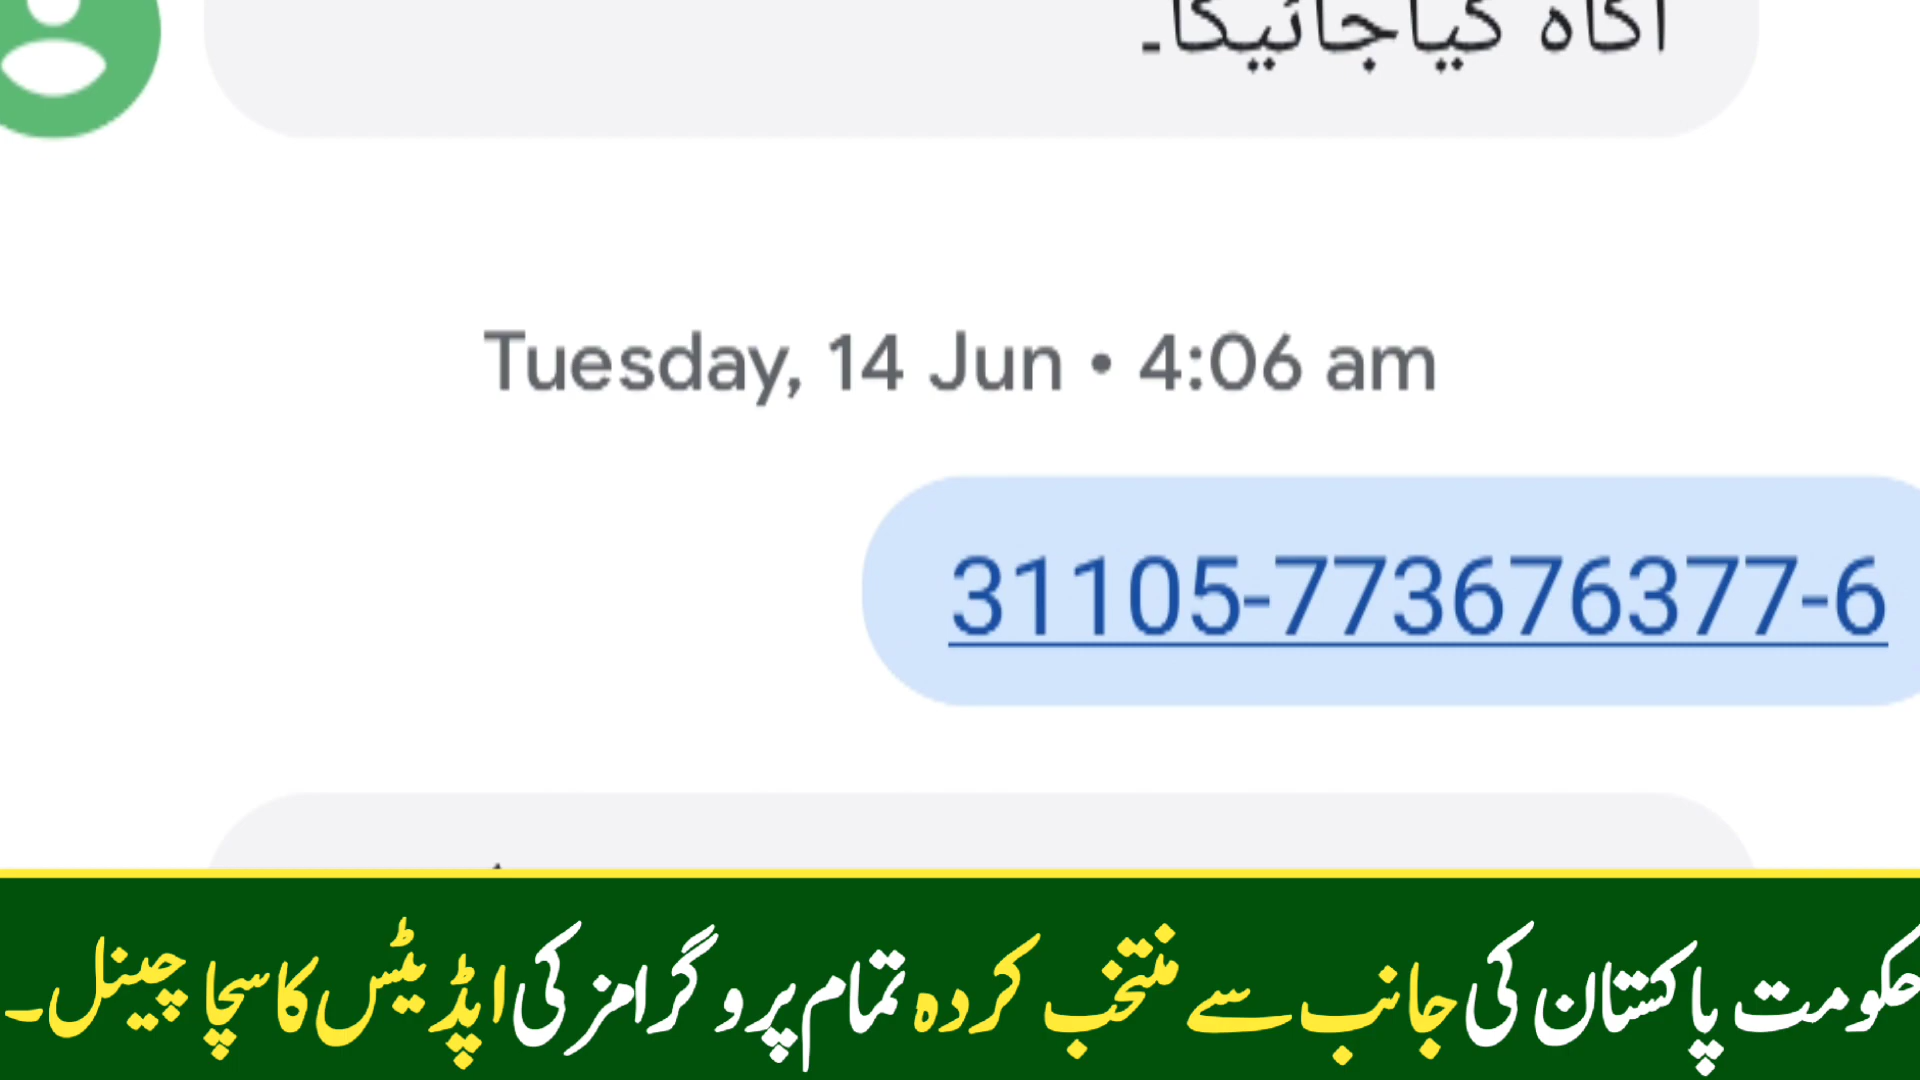 آگاہ کیاجائیگا۔
Tuesday, 14 Jun • 4:06 am
31105-773676377-6
حکومت پاکستان کی جانب سے منتخب کردہ تمام پروگرامز کی اپڈیٹس کا سچا چینل۔